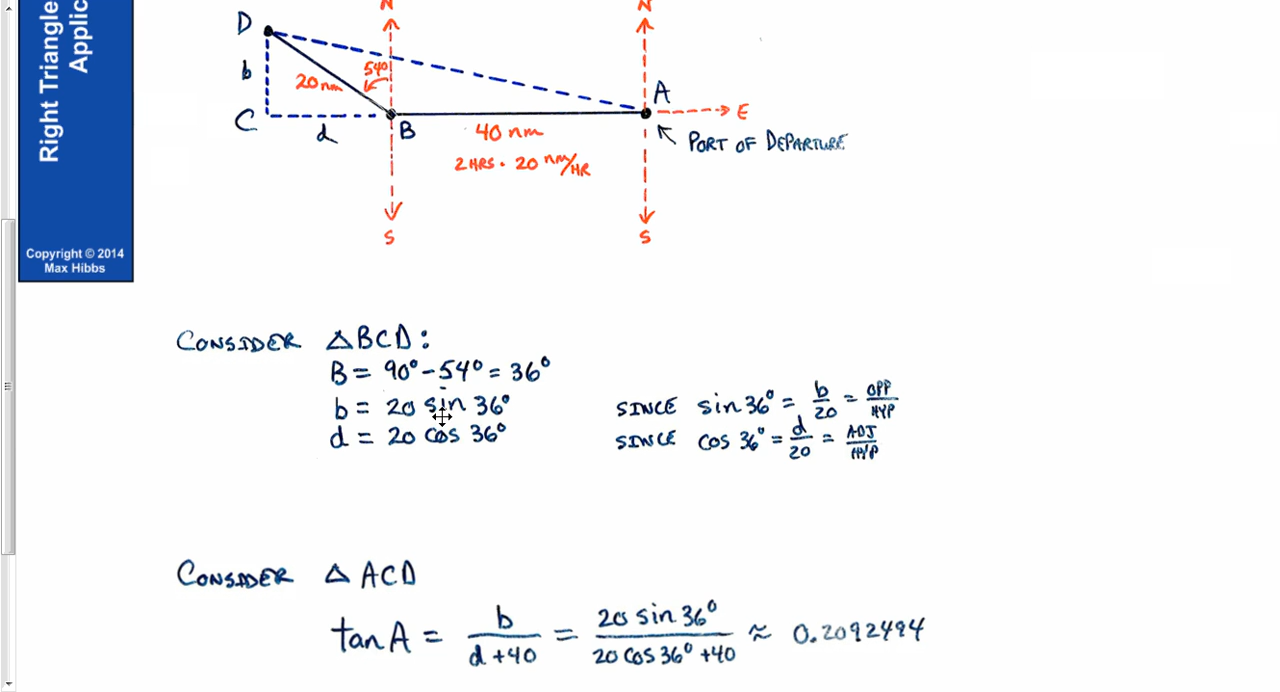 Right Triangle
Applic
Copyright © 2014
Max Hibbs
N
N
D
b
54°
20 nm
A
E
C
d
B
40 nm
PORT OF DEPARTURE
2 HRS · 20 nm/HR
S
S
CONSIDER △BCD:
B = 90° - 54° = 36°
b = 20 sin 36° SINCE sin 36° = b/20 = OPP/HYP
d = 20 cos 36° SINCE cos 36° = d/20 = ADJ/HYP
CONSIDER △ ACD
tan A = b/(d+40) = (20 sin 36°)/(20 cos 36° + 40) ≈ 0.2092494